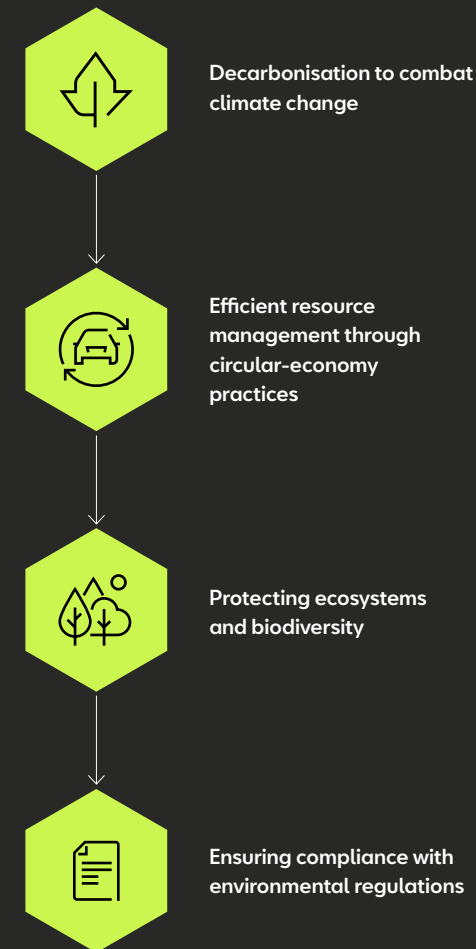 Decarbonisation to combat
climate change
Efficient resource
management through
circular-economy
practices
Protecting ecosystems
and biodiversity
Ensuring compliance with
environmental regulations